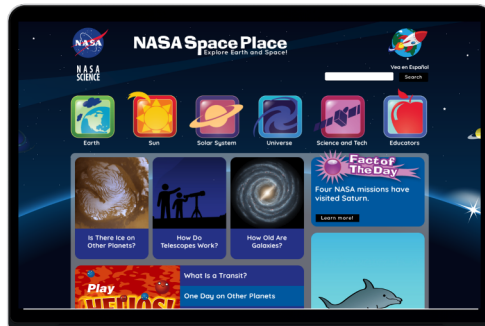 NASA
NASA
SCIENCE
NASA Space Place
Explore Earth and Space!
Vea en Español
Search
Earth
Sun
Solar System
Universe
Science and Tech
Educators
Is There Ice on
Other Planets?
How Do
Telescopes Work?
How Old Are
Galaxies?
Fact of
The Day
Four NASA missions have
visited Saturn.
Learn more!
Play
HELIOS!
What Is a Transit?
One Day on Other Planets